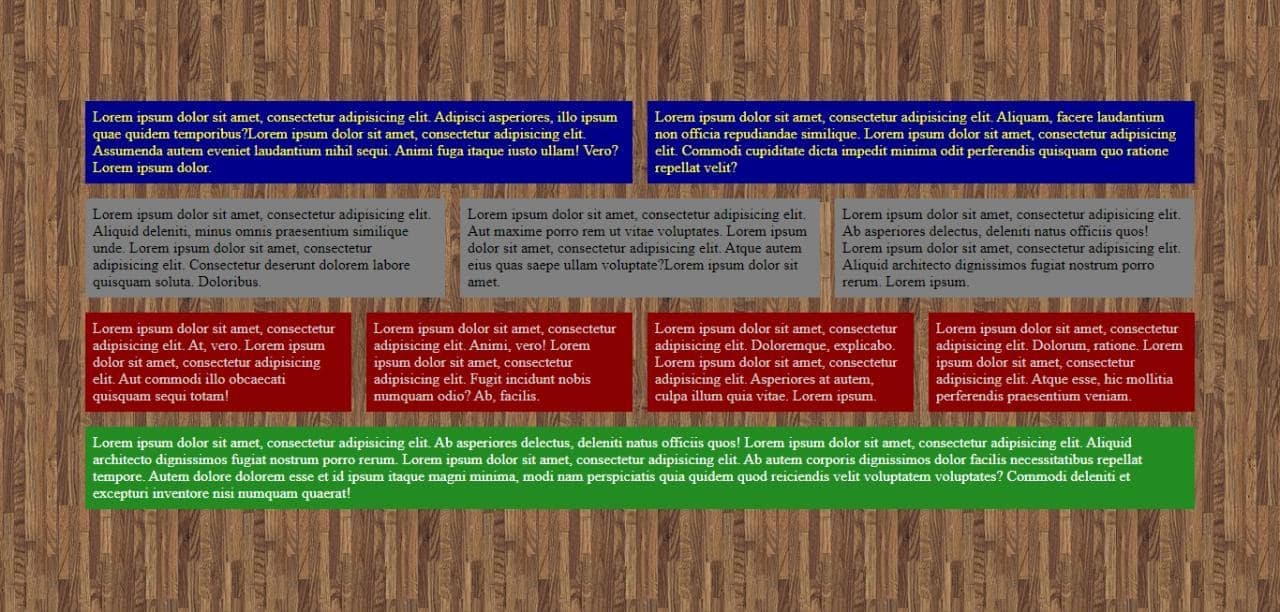 Lorem ipsum dolor sit amet, consectetur adipisicing elit. Adipisci asperiores, illo ipsum
quae quidem temporibus?Lorem ipsum dolor sit amet, consectetur adipisicing elit.
Assumenda autem eveniet laudantium nihil sequi. Animi fuga itaque iusto ullam! Vero?
Lorem ipsum dolor.
Lorem ipsum dolor sit amet, consectetur adipisicing elit. Aliquam, facere laudantium
non officia repudiandae similique. Lorem ipsum dolor sit amet, consectetur adipisicing
elit. Commodi cupiditate dicta impedit minima odit perferendis quisquam quo ratione
repellat velit?
Lorem ipsum dolor sit amet, consectetur adipisicing elit.
Aliquid deleniti, minus omnis praesentium similique
unde. Lorem ipsum dolor sit amet, consectetur
adipisicing elit. Consectetur deserunt dolorem labore
quisquam soluta. Doloribus.
Lorem ipsum dolor sit amet, consectetur adipisicing elit.
Aut maxime porro rem ut vitae voluptates. Lorem ipsum
dolor sit amet, consectetur adipisicing elit. Atque autem
eius quas saepe ullam voluptate?Lorem ipsum dolor sit
amet.
Lorem ipsum dolor sit amet, consectetur adipisicing elit.
Ab asperiores delectus, deleniti natus officiis quos!
Lorem ipsum dolor sit amet, consectetur adipisicing elit.
Aliquid architecto dignissimos fugiat nostrum porro
rerum. Lorem ipsum.
Lorem ipsum dolor sit amet, consectetur
adipisicing elit. At, vero. Lorem ipsum
dolor sit amet, consectetur adipisicing
elit. Aut commodi illo obcaecati
quisquam sequi totam!
Lorem ipsum dolor sit amet, consectetur
adipisicing elit. Animi, vero! Lorem
ipsum dolor sit amet, consectetur
adipisicing elit. Fugit incidunt nobis
numquam odio? Ab, facilis.
Lorem ipsum dolor sit amet, consectetur
adipisicing elit. Doloremque, explicabo.
Lorem ipsum dolor sit amet, consectetur
adipisicing elit. Asperiores at autem,
culpa illum quia vitae. Lorem ipsum.
Lorem ipsum dolor sit amet, consectetur
adipisicing elit. Dolorum, ratione. Lorem
ipsum dolor sit amet, consectetur
adipisicing elit. Atque esse, hic mollitia
perferendis praesentium veniam.
Lorem ipsum dolor sit amet, consectetur adipisicing elit. Ab asperiores delectus, deleniti natus officiis quos! Lorem ipsum dolor sit amet, consectetur adipisicing elit. Aliquid
architecto dignissimos fugiat nostrum porro rerum. Lorem ipsum dolor sit amet, consectetur adipisicing elit. Ab autem corporis dignissimos dolor facilis necessitatibus repellat
tempore. Autem dolore dolorem esse et id ipsum itaque magni minima, modi nam perspiciatis quia quidem quod reiciendis velit voluptatem voluptates? Commodi deleniti et
excepturi inventore nisi numquam quaerat!